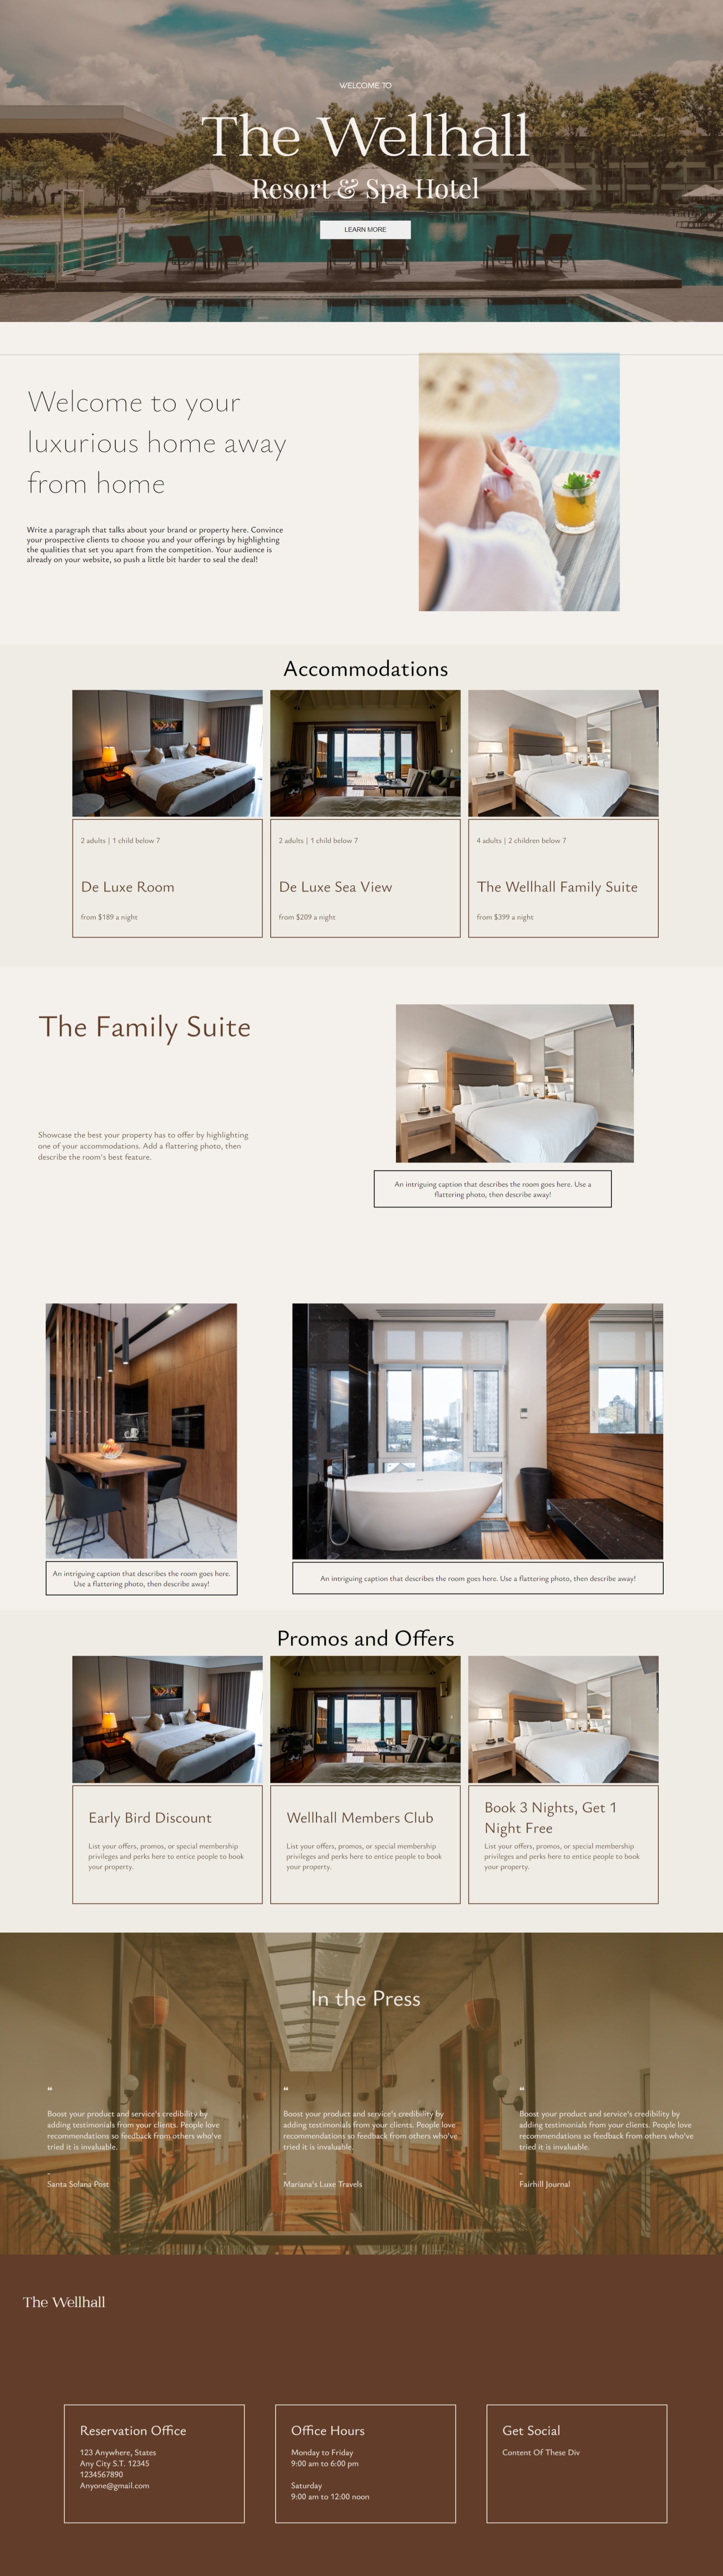 WELCOME TO
The Wellhall
Resort & Spa Hotel
LEARN MORE
Welcome to your
luxurious home away
from home
Write a paragraph that talks about your brand or property here. Convince
your prospective clients to choose you and your offerings by highlighting
the qualities that set you apart from the competition. Your audience is
already on your website, so push a little bit harder to seal the deal!
Accommodations
2 adults | 1 child below 7
De Luxe Room
from $189 a night
2 adults | 1 child below 7
De Luxe Sea View
from $209 a night
4 adults | 2 children below 7
The Wellhall Family Suite
from $399 a night
The Family Suite
Showcase the best your property has to offer by highlighting
one of your accommodations. Add a flattering photo, then
describe the room's best feature.
An intriguing caption that describes the room goes here. Use a
flattering photo, then describe away!
An intriguing caption that describes the room goes here.
Use a flattering photo, then describe away!
An intriguing caption that describes the room goes here. Use a flattering photo, then describe away!
Promos and Offers
Early Bird Discount
List your offers, promos, or special membership
privileges and perks here to entice people to book
your property.
Wellhall Members Club
List your offers, promos, or special membership
privileges and perks here to entice people to book
your property.
Book 3 Nights, Get 1
Night Free
List your offers, promos, or special membership
privileges and perks here to entice people to book
your property.
In the Press
❝
Boost your product and service's credibility by
adding testimonials from your clients. People love
recommendations so feedback from others who've
tried it is invaluable.
-
Santa Solana Post
❝
Boost your product and service's credibility by
adding testimonials from your clients. People love
recommendations so feedback from others who've
tried it is invaluable.
-
Mariana's Luxe Travels
❝
Boost your product and service's credibility by
adding testimonials from your clients. People love
recommendations so feedback from others who've
tried it is invaluable.
-
Fairhill Journal
The Wellhall
Reservation Office
123 Anywhere, States
Any City S.T. 12345
1234567890
Anyone@gmail.com
Office Hours
Monday to Friday
9:00 am to 6:00 pm
Saturday
9:00 am to 12:00 noon
Get Social
Content Of These Div